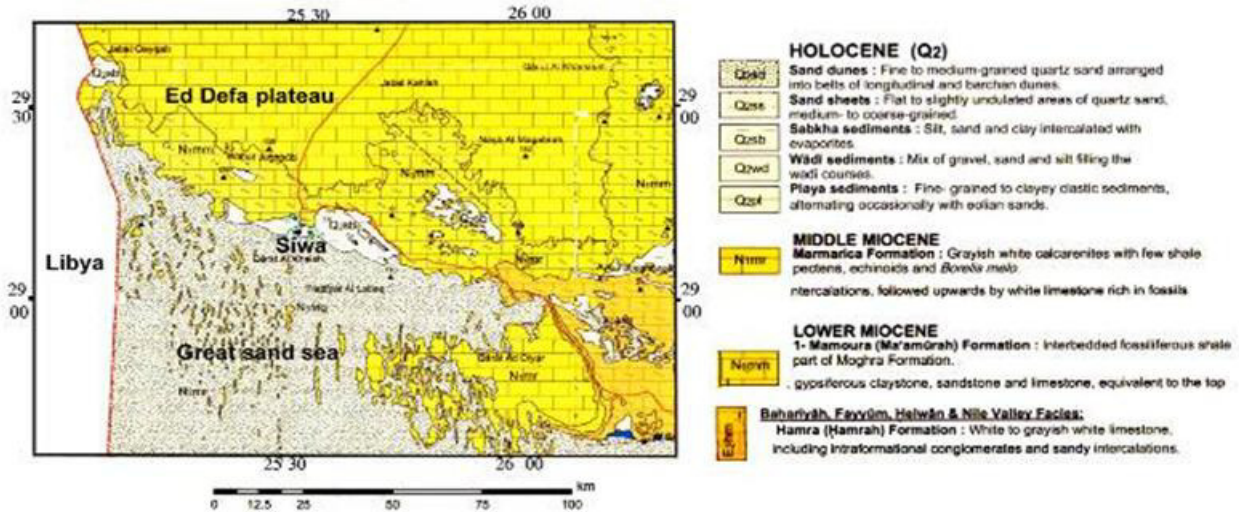 25 30
26 00
29
30
29
00
29
00
29
00
Ed Defa plateau
Libya
Siwa
Great sand sea
25 30
26 00
km
0 12.5 25 50 75 100
HOLOCENE (Q2)
Sand dunes : Fine to medium-grained quartz sand arranged
into belts of longitudinal and barchan dunes.
Q2ss
Sand sheets : Flat to slightly undulated areas of quartz sand,
medium- to coarse-grained.
Q2sb
Sabkha sediments : Silt, sand and clay intercalated with
evaporites.
Q2wd
Wadi sediments : Mix of gravel, sand and silt filling the
wadi courses.
Playa sediments : Fine- grained to clayey clastic sediments,
alternating occasionally with eolian sands.
MIDDLE MIOCENE
Marmarica Formation : Grayish white calcarenites with few shale
pectens, echinoids and Borelis melo
ntercalations, followed upwards by white limestone rich in fossils
LOWER MIOCENE
1- Mamoura (Ma'amūrah) Formation : Interbedded fossiliferous shale
part of Moghra Formation.
, gypsiferous claystone, sandstone and limestone, equivalent to the top
Bahariyah, Fayyūm, Helwân & Nile Valley Facies:
Hamra (Hamrah) Formation : White to grayish white limestone,
including intraformational conglomerates and sandy intercalations.